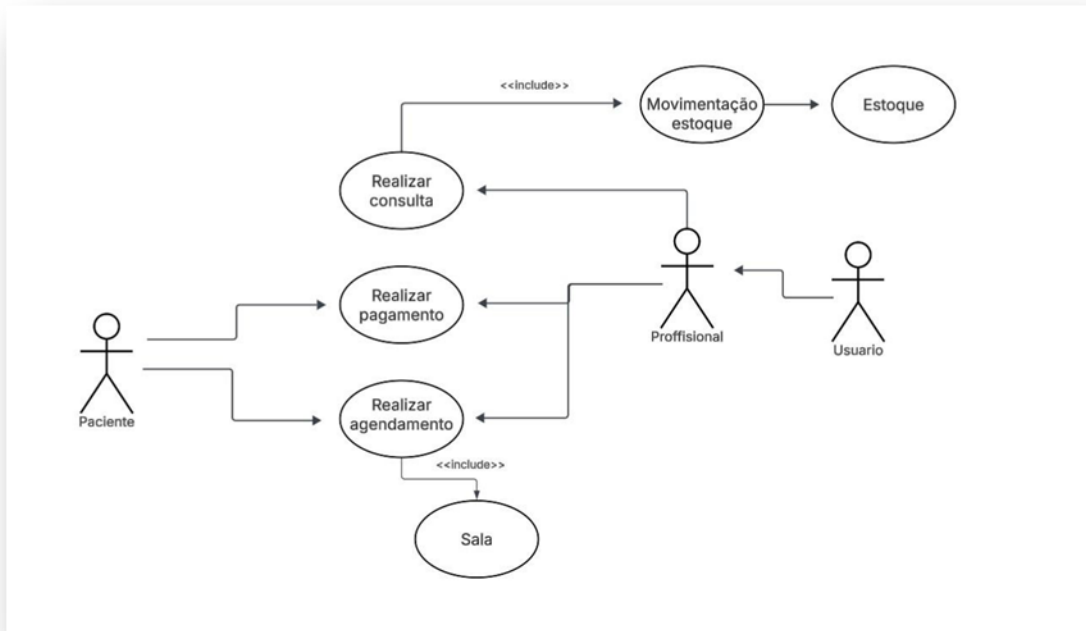 <<include>>
Movimentação
estoque
Estoque
Realizar
consulta
Realizar
pagamento
Proffisional
Usuario
Paciente
Realizar
agendamento
<<include>>
Sala